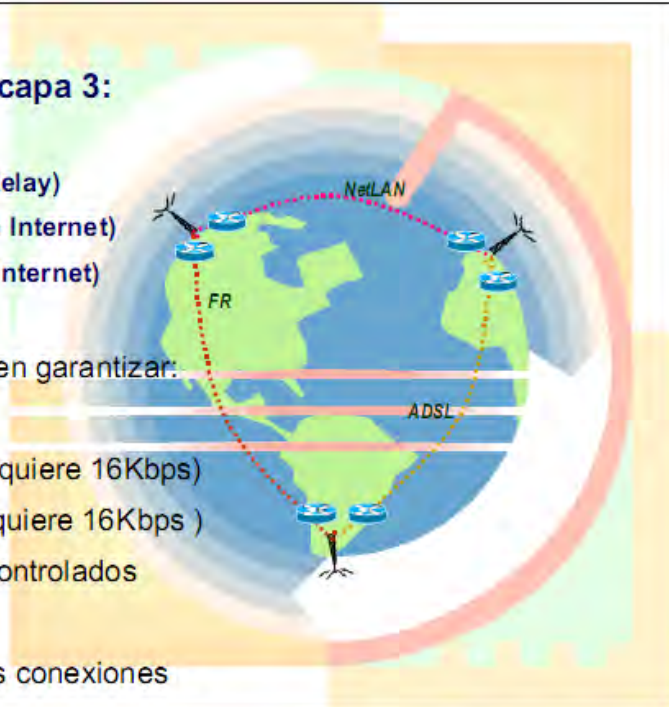 capa 3:
elay)
NetLAN
Internet)
nternet)
FR
en garantizar:
ADSL
quiere 16Kbps)
quiere 16Kbps )
ontrolados
s conexiones